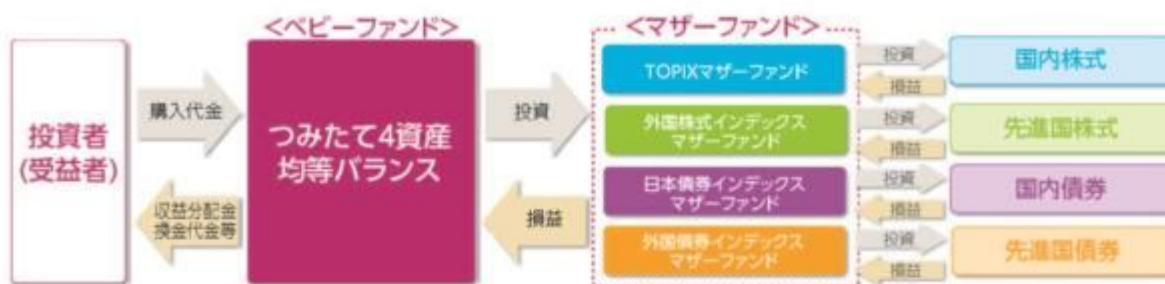 <ベビーファンド>
<マザーファンド>
投資者
(受益者)
購入代金
収益分配金
換金代金等
つみたて4資産
均等バランス
投資
損益
TOPIXマザーファンド
投資
損益
国内株式
外国株式インデックス
マザーファンド
投資
損益
先進国株式
日本債券インデックス
マザーファンド
投資
損益
国内債券
外国債券インデックス
マザーファンド
投資
損益
先進国債券